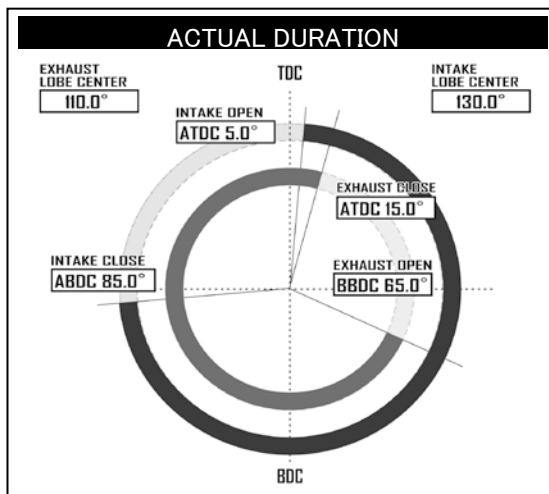 ACTUAL DURATION
EXHAUST
LOBE CENTER
110.0°
TDC
INTAKE
LOBE CENTER
130.0°
INTAKE OPEN
ATDC 5.0°
EXHAUST CLOSE
ATDC 15.0°
INTAKE CLOSE
ABDC 85.0°
EXHAUST OPEN
BBDC 65.0°
BDC